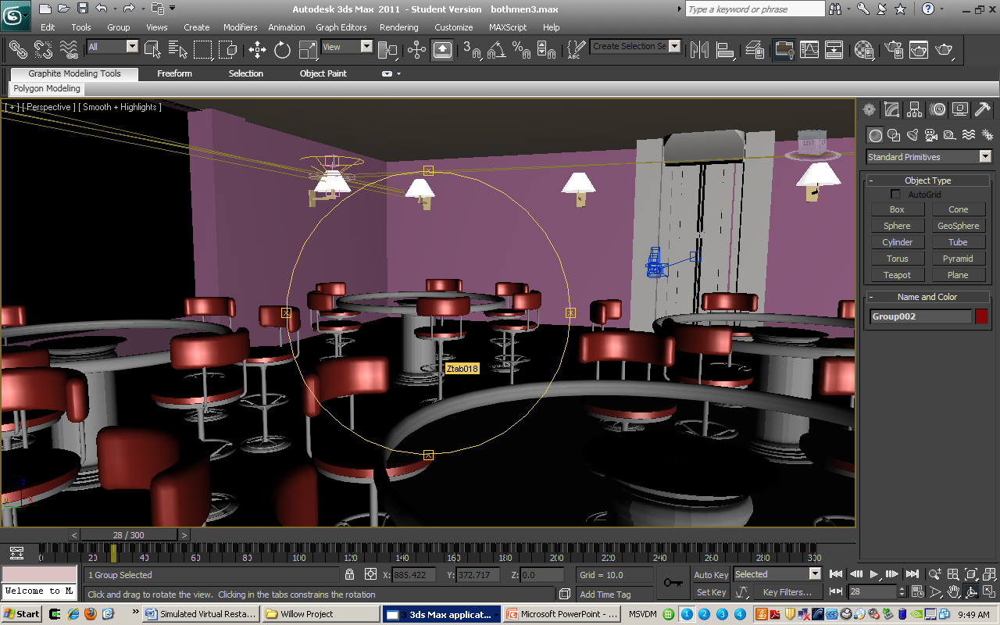 Autodesk 3ds Max 2011 - Student Version bothmen3.max
Type a keyword or phrase
Edit Tools Group Views Create Modifiers Animation Graph Editors Rendering Customize MAXScript Help
All
View
3
ABC
Create Selection Se
Graphite Modeling Tools Freeform Selection Object Paint
Polygon Modeling
[ + ] [ Perspective ] [ Smooth + Highlights ]
LEFT
Ztab018
Standard Primitives
- Object Type
AutoGrid
Box Cone
Sphere GeoSphere
Cylinder Tube
Torus Pyramid
Teapot Plane
- Name and Color
Group002
< 28 / 300 >
0 20 40 60 80 100 120 140 160 180 200 220 240 260 280 300
1 Group Selected
X: 885.422 Y: 372.717 Z: 0.0
Grid = 10.0
Auto Key Selected
Welcome to M
Click and drag to rotate the view. Clicking in the tabs constrains the rotation
Add Time Tag
Set Key Key Filters...
28
Start
Simulated Virtual Resta...
Willow Project
3ds Max applicat...
Microsoft PowerPoint - ...
MSVDM
1 2 3 4
9:49 AM